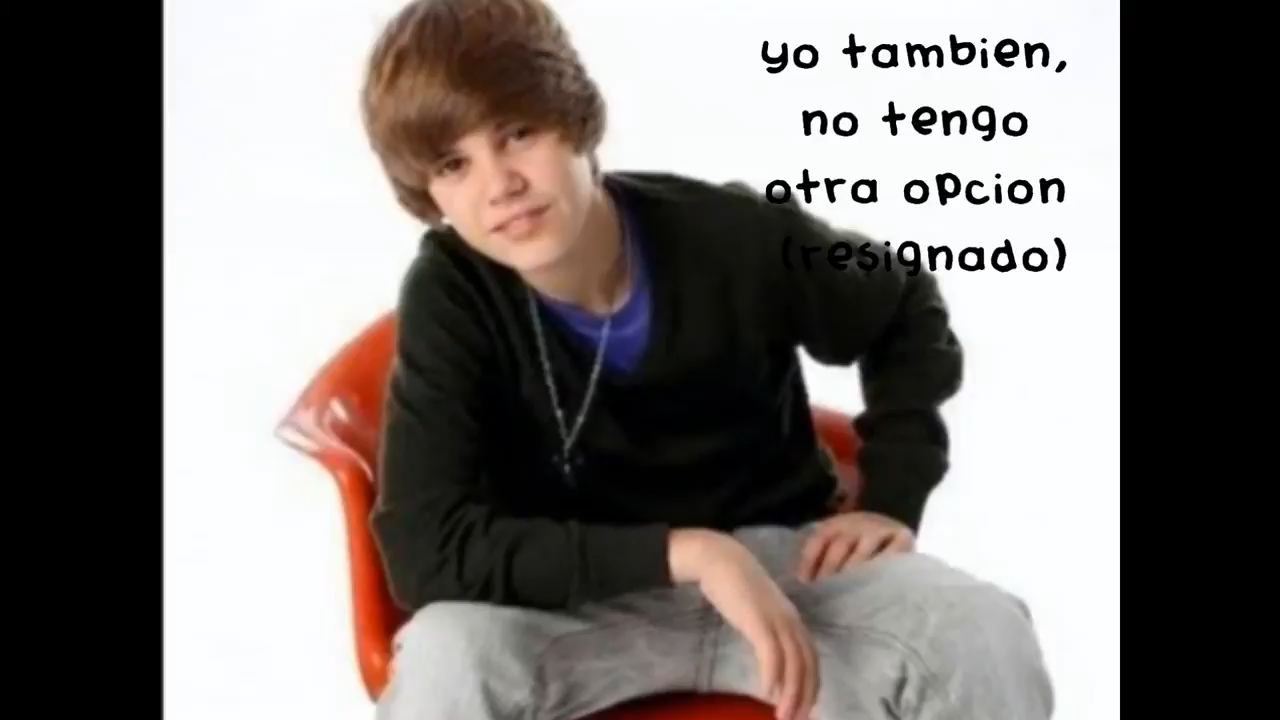 yo tambien,
no tengo
otra opcion
(resignado)